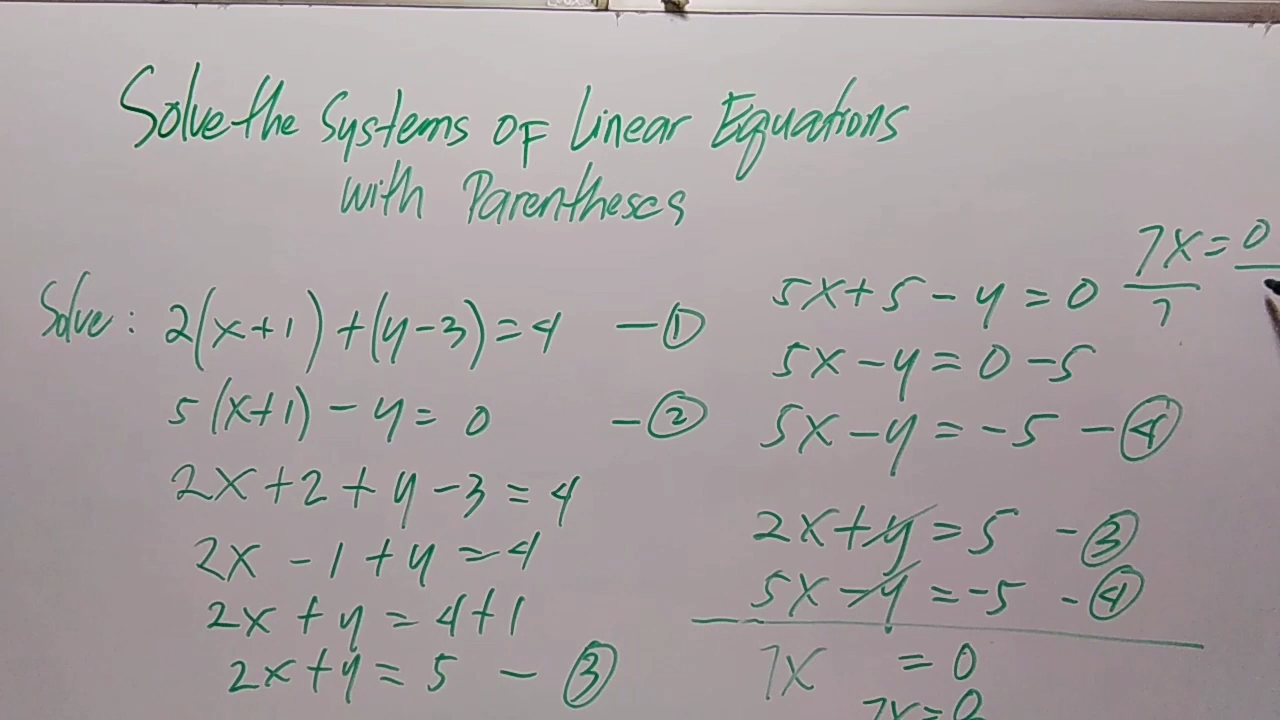 Solve the Systems OF Linear Equations
with Parentheses
Solve: 2(x+1)+(y-3)=4 -①
5(x+1)-y=0 -②
2x+2+y-3=4
2x-1+y=4
2x+y=4+1
2x+y=5 -③
5x+5-y=0
5x-y=0-5
5x-y=-5 -④
2x+y=5 -③
5x-y=-5 -④
7x =0
7x=0
7x=0
7